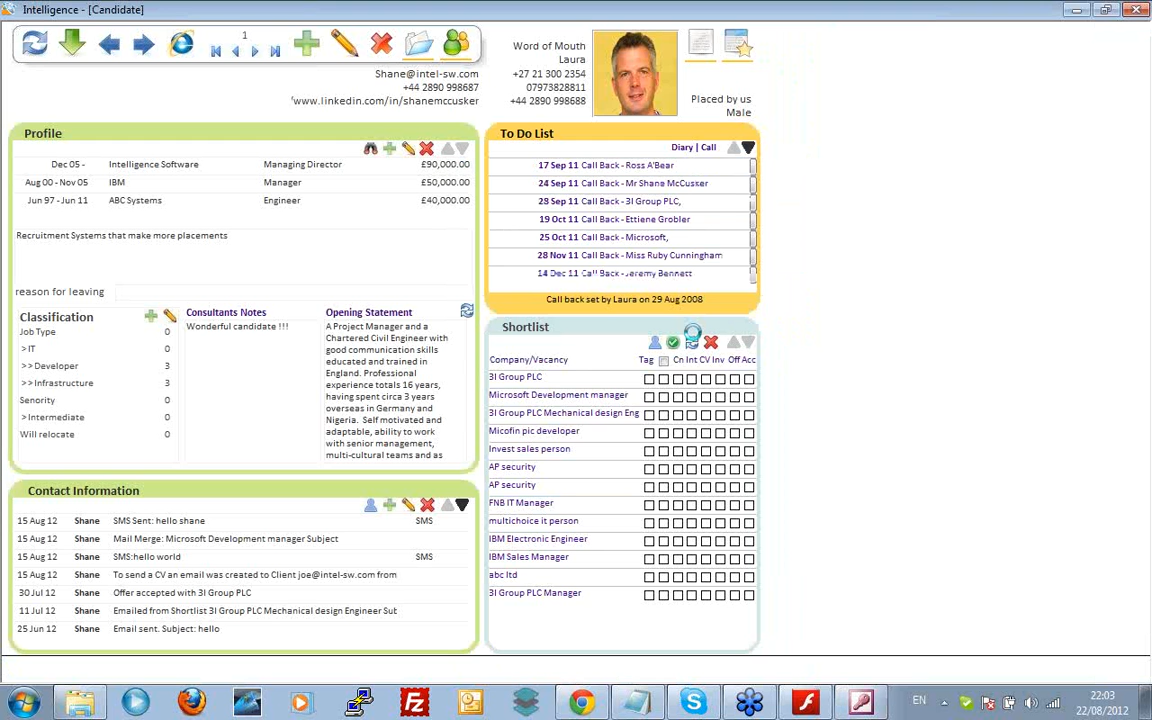 Intelligence - [Candidate]
1
Word of Mouth
Laura
Shane@intel-sw.com
+27 21 300 2354
+44 2890 998687
07973828811
www.linkedin.com/in/shanemccusker
+44 2890 998688
Placed by us
Male
Profile
Dec 05 - Intelligence Software Managing Director £90,000.00
Aug 00 - Nov 05 IBM Manager £50,000.00
Jun 97 - Jun 11 ABC Systems Engineer £40,000.00
Recruitment Systems that make more placements
reason for leaving
Classification
Job Type 0
> IT 0
>> Developer 3
>> Infrastructure 3
Senority 0
> Intermediate 0
Will relocate 0
Consultants Notes
Wonderful candidate !!!
Opening Statement
A Project Manager and a
Chartered Civil Engineer with
good communication skills
educated and trained in
England. Professional
experience totals 16 years,
having spent circa 3 years
overseas in Germany and
Nigeria. Self motivated and
adaptable, ability to work
with senior management,
multi-cultural teams and as
Contact Information
15 Aug 12 Shane SMS Sent: hello shane SMS
15 Aug 12 Shane Mail Merge: Microsoft Development manager Subject
15 Aug 12 Shane SMS:hello world SMS
15 Aug 12 Shane To send a CV an email was created to Client joe@intel-sw.com from
30 Jul 12 Shane Offer accepted with 3I Group PLC
11 Jul 12 Shane Emailed from Shortlist 3I Group PLC Mechanical design Engineer Sub
25 Jun 12 Shane Email sent. Subject: hello
To Do List
Diary | Call
17 Sep 11 Call Back - Ross A'Bear
24 Sep 11 Call Back - Mr Shane McCusker
28 Sep 11 Call Back - 3I Group PLC,
19 Oct 11 Call Back - Ettiene Grobler
25 Oct 11 Call Back - Microsoft,
28 Nov 11 Call Back - Miss Ruby Cunningham
14 Dec 11 Call Back - Jeremy Bennett
Call back set by Laura on 29 Aug 2008
Shortlist
Company/Vacancy Tag Cn Int CV Inv Off Acc
3I Group PLC
Microsoft Development manager
3I Group PLC Mechanical design Eng
Micofin pic developer
Invest sales person
AP security
AP security
FNB IT Manager
multichoice it person
IBM Electronic Engineer
IBM Sales Manager
abc ltd
3I Group PLC Manager
EN
22:03
22/08/2012